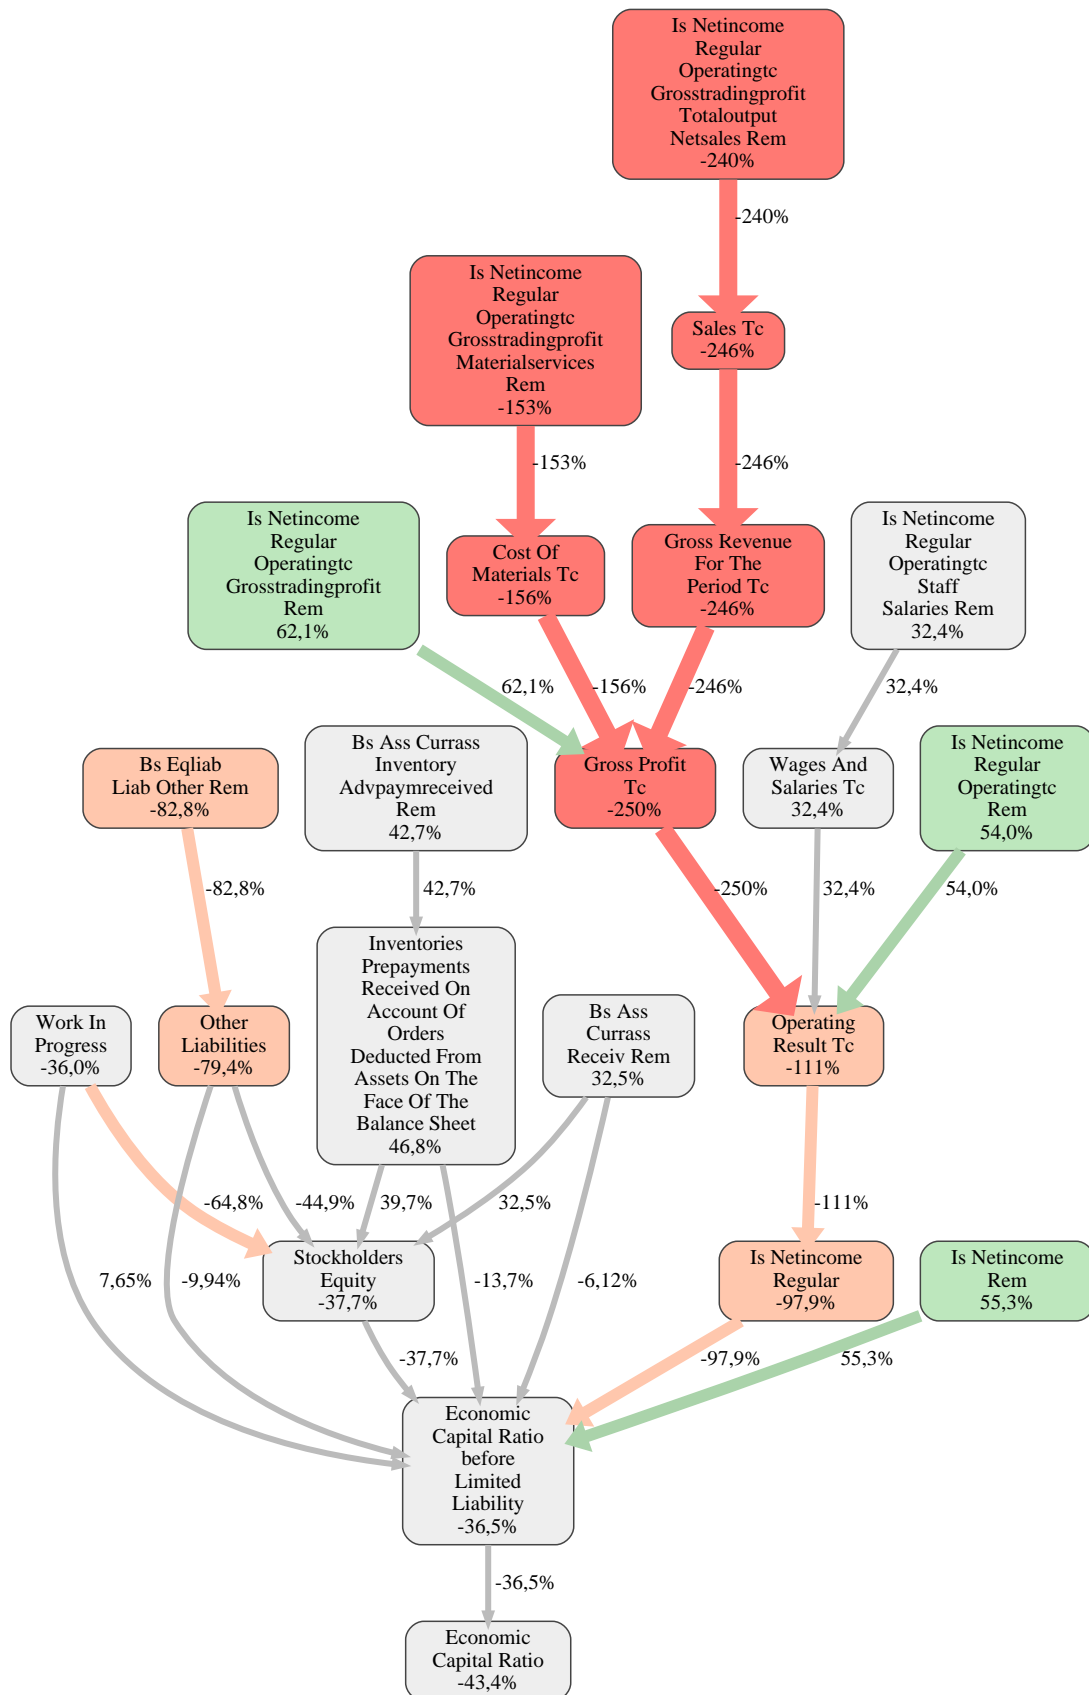 Is Netincome
Regular
Operatingtc
Grosstradingprofit
Totaloutput
Netsales Rem
-240%
-240%
Is Netincome
Regular
Operatingtc
Grosstradingprofit
Materialservices
Rem
-153%
Sales Tc
-246%
-153%
-246%
Is Netincome
Regular
Operatingtc
Grosstradingprofit
Rem
62,1%
Cost Of
Materials Tc
-156%
Gross Revenue
For The
Period Tc
-246%
Is Netincome
Regular
Operatingtc
Staff
Salaries Rem
32,4%
62,1%
-156%
-246%
32,4%
Bs Eqliab
Liab Other Rem
-82,8%
Bs Ass Currass
Inventory
Advpaymreceived
Rem
42,7%
Gross Profit
Tc
-250%
Wages And
Salaries Tc
32,4%
Is Netincome
Regular
Operatingtc
Rem
54,0%
-82,8%
42,7%
-250%
32,4%
54,0%
Work In
Progress
-36,0%
Other
Liabilities
-79,4%
Inventories
Prepayments
Received On
Account Of
Orders
Deducted From
Assets On The
Face Of The
Balance Sheet
46,8%
Bs Ass
Currass
Receiv Rem
32,5%
Operating
Result Tc
-111%
-64,8%
-44,9%
39,7%
32,5%
-111%
Stockholders
Equity
-37,7%
Is Netincome
Regular
-97,9%
Is Netincome
Rem
55,3%
7,65%
-9,94%
-13,7%
-6,12%
-37,7%
-97,9%
55,3%
Economic
Capital Ratio
before
Limited
Liability
-36,5%
-36,5%
Economic
Capital Ratio
-43,4%